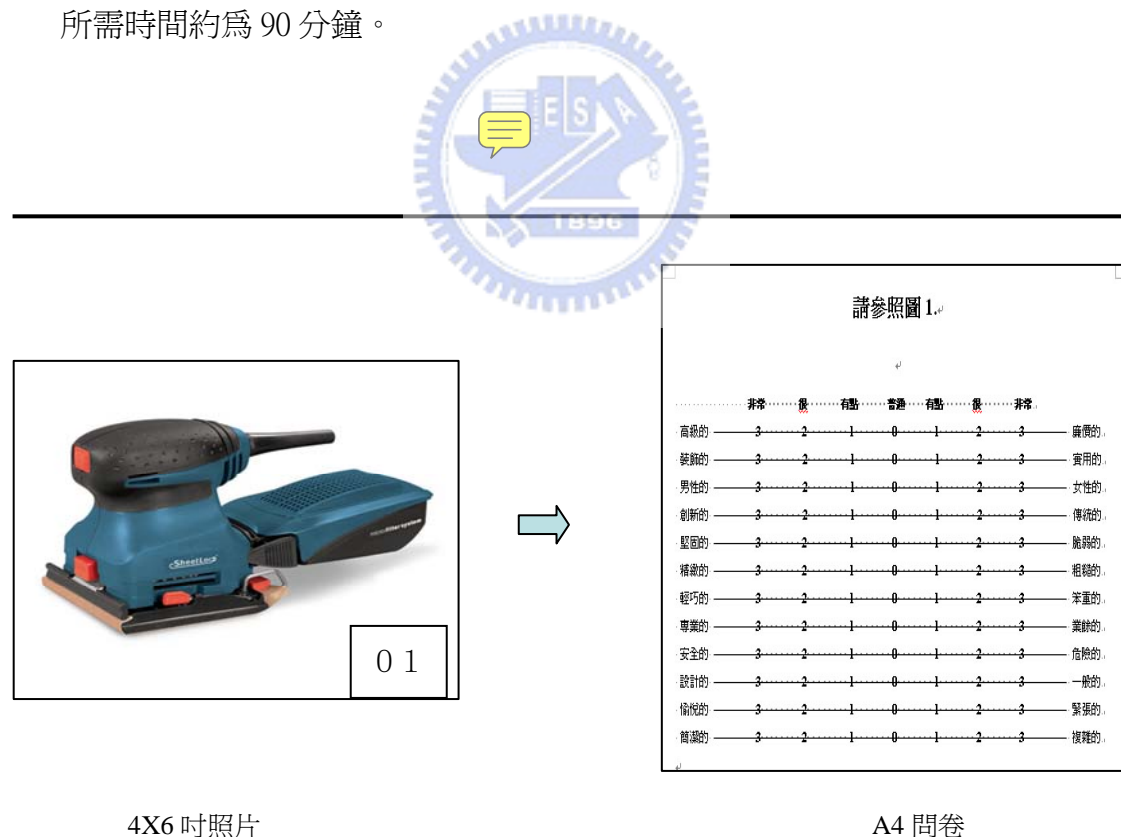 所需時間約為 90 分鐘。
E S A
1896
請參照圖 1.
非常 很 有點 普通 有點 很 非常
高級的 3 2 1 0 1 2 3 廉價的
裝飾的 3 2 1 0 1 2 3 實用的
男性的 3 2 1 0 1 2 3 女性的
創新的 3 2 1 0 1 2 3 傳統的
堅固的 3 2 1 0 1 2 3 脆弱的
精緻的 3 2 1 0 1 2 3 粗糙的
輕巧的 3 2 1 0 1 2 3 笨重的
專業的 3 2 1 0 1 2 3 業餘的
安全的 3 2 1 0 1 2 3 危險的
設計的 3 2 1 0 1 2 3 一般的
愉悅的 3 2 1 0 1 2 3 緊張的
簡潔的 3 2 1 0 1 2 3 複雜的
microfiltersystem
SheetLoc
01
4X6 吋照片
A4 問卷